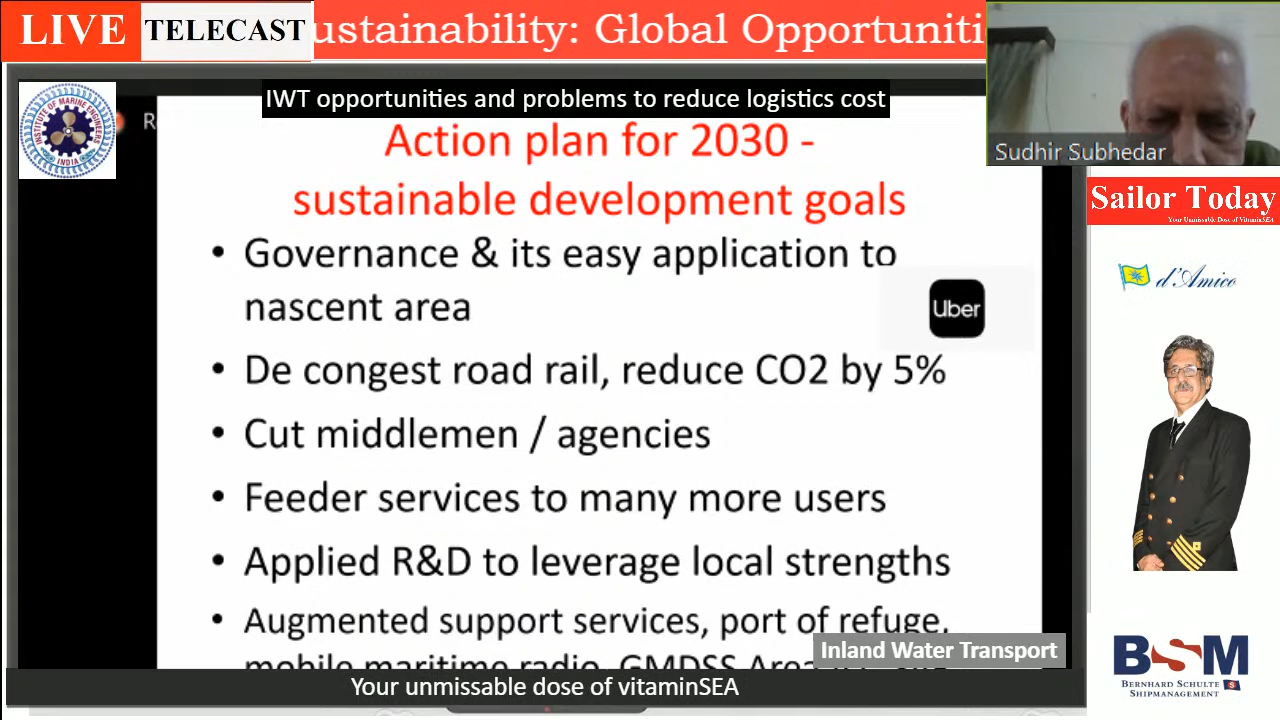 LIVE
TELECAST
ustainability: Global Opportuniti
IWT opportunities and problems to reduce logistics cost
INSTITUTE OF MARINE ENGINEERS
INDIA
R
Action plan for 2030 -
sustainable development goals
• Governance & its easy application to
nascent area
• De congest road rail, reduce CO2 by 5%
• Cut middlemen / agencies
• Feeder services to many more users
• Applied R&D to leverage local strengths
• Augmented support services, port of refuge,
mobile maritime radio, GMDSS Area
Uber
Sudhir Subhedar
Sailor Today
Your Unmissable Dose of VitaminSEA
d'Amico
BSM
BERNHARD SCHULTE
SHIPMANAGEMENT
Inland Water Transport
Your unmissable dose of vitaminSEA